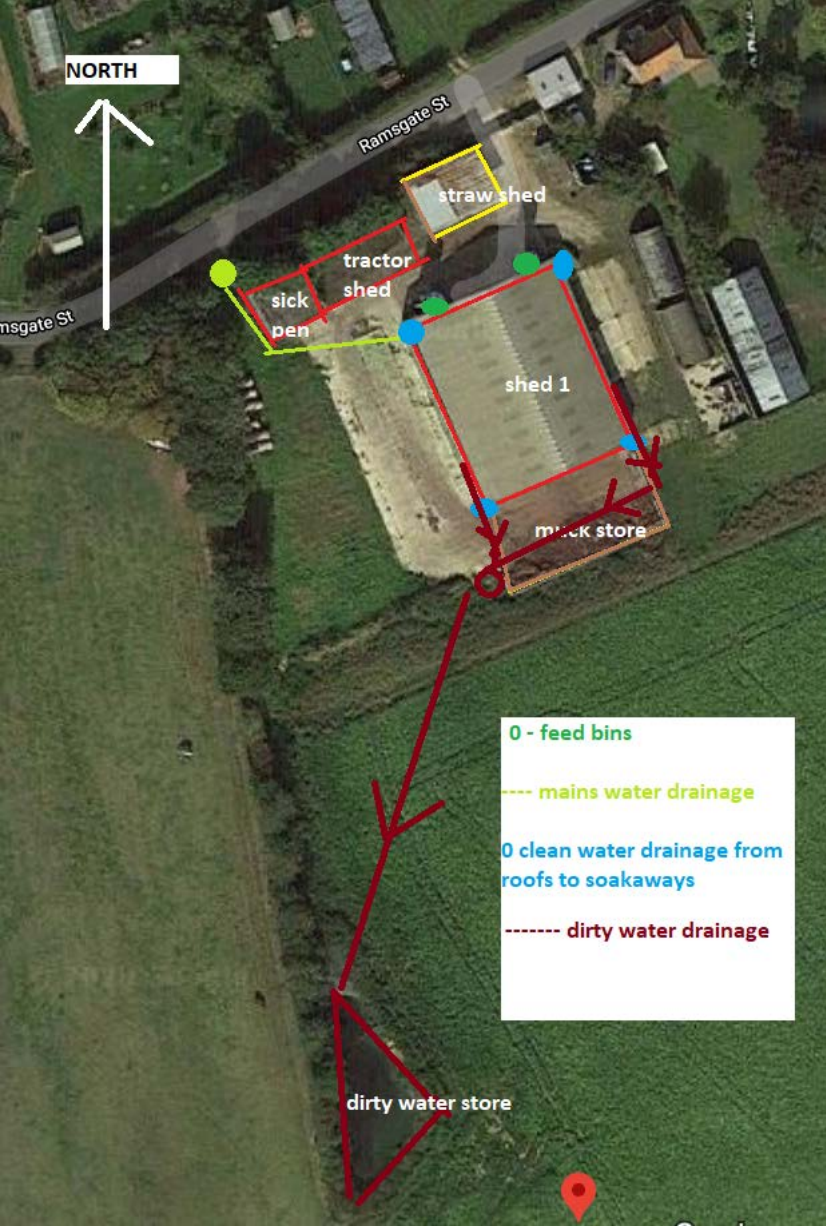 NORTH
Ramsgate St
straw shed
tractor
shed
sick
pen
msgate St
shed 1
muck store
0 - feed bins
---- mains water drainage
0 clean water drainage from
roofs to soakaways
------- dirty water drainage
dirty water store